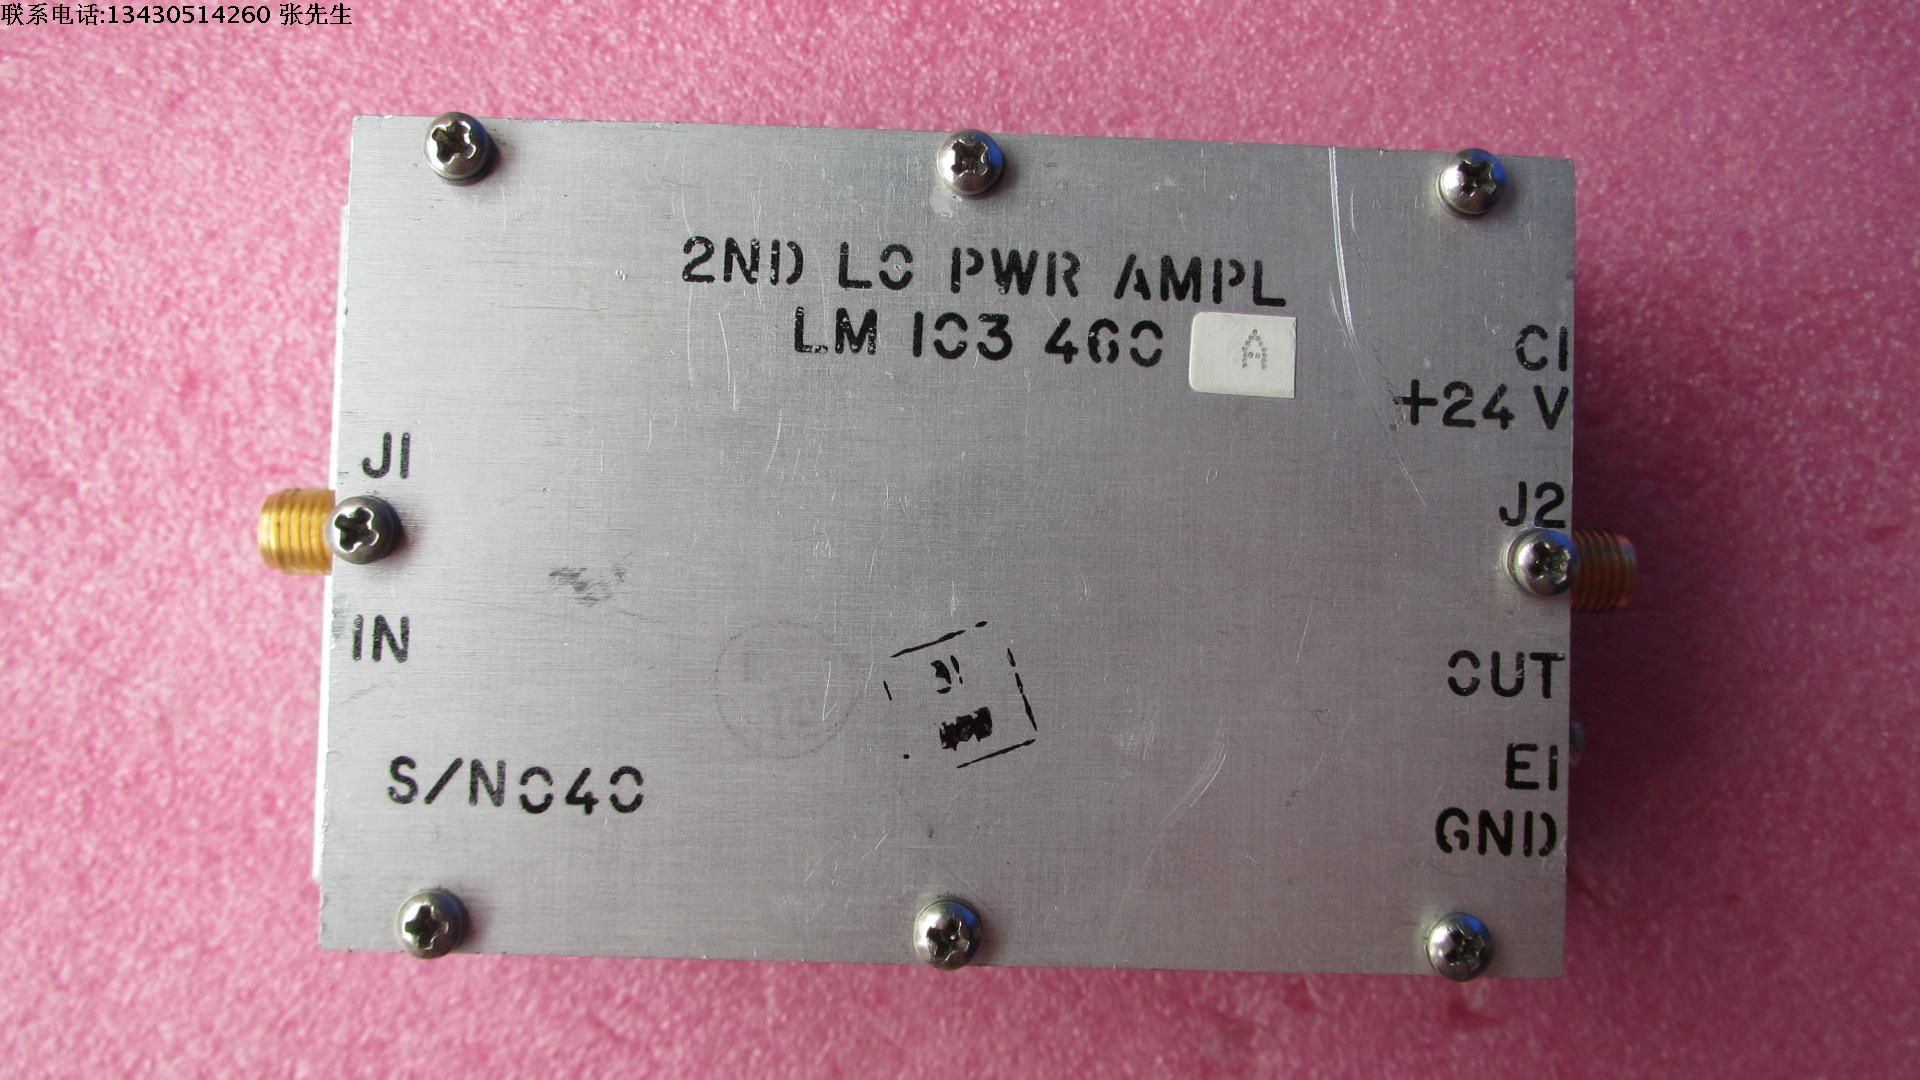 联系电话:13430514260 张先生
2ND LO PWR AMPL
LM 103 460 A
C1
+24 V
J1
J2
IN
OUT
E1
GND
S/N 040